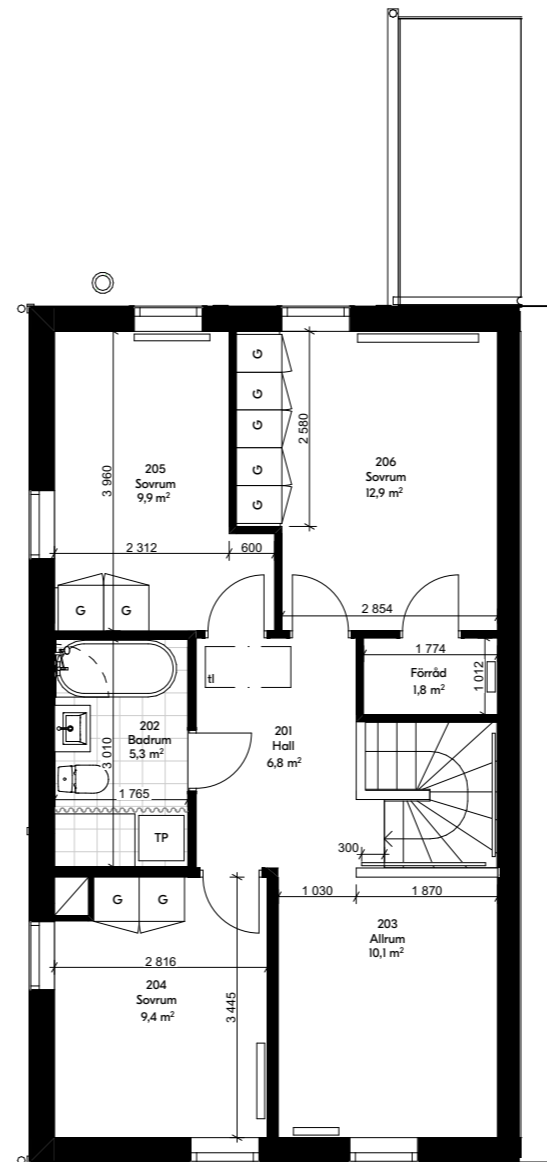 G
G
G
G
G
2 580
3 960
205
Sovrum
9,9 m²
206
Sovrum
12,9 m²
2 312
600
G
G
2 854
1 774
Förråd
1,8 m²
1 012
tl
202
Badrum
5,3 m²
3 010
1 765
TP
201
Hall
6,8 m²
300
G
G
1 030
1 870
203
Allrum
10,1 m²
2 816
204
Sovrum
9,4 m²
3 445